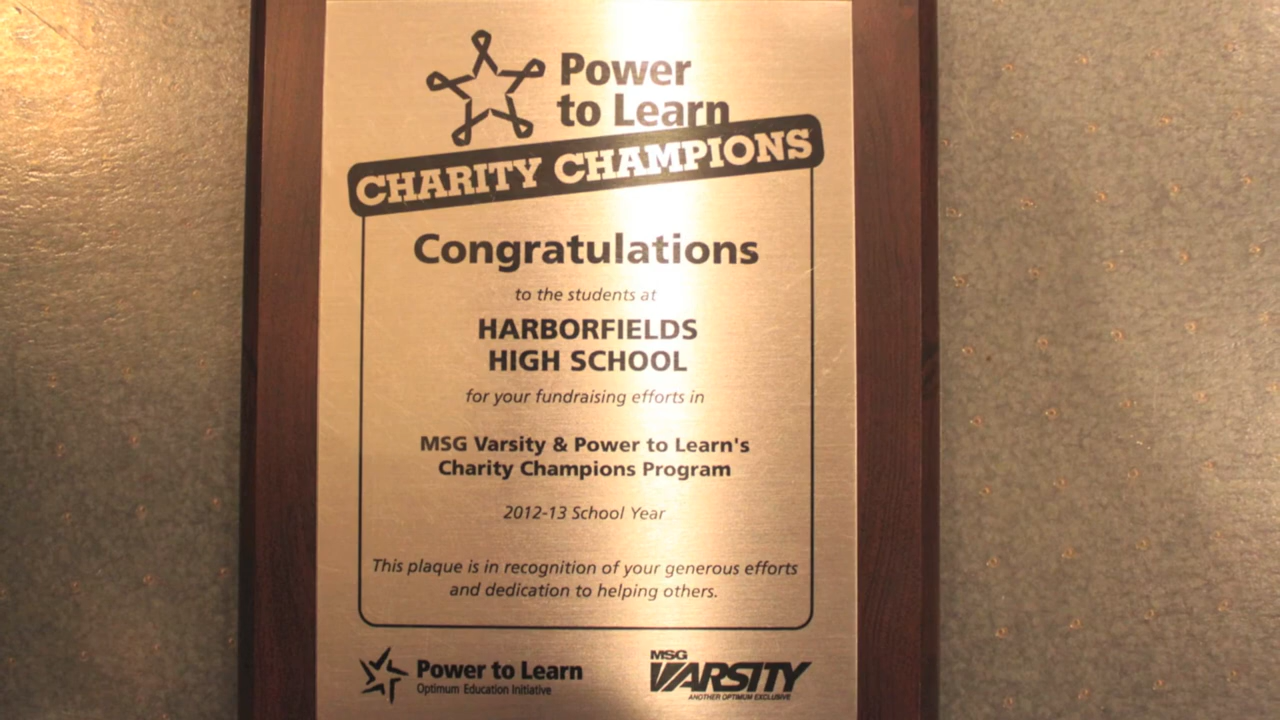 Power
to Learn
CHARITY CHAMPIONS
Congratulations
to the students at
HARBORFIELDS
HIGH SCHOOL
for your fundraising efforts in
MSG Varsity & Power to Learn's
Charity Champions Program
2012-13 School Year
This plaque is in recognition of your generous efforts
and dedication to helping others.
Power to Learn
Optimum Education Initiative
MSG
VARSITY
ANOTHER OPTIMUM EXCLUSIVE